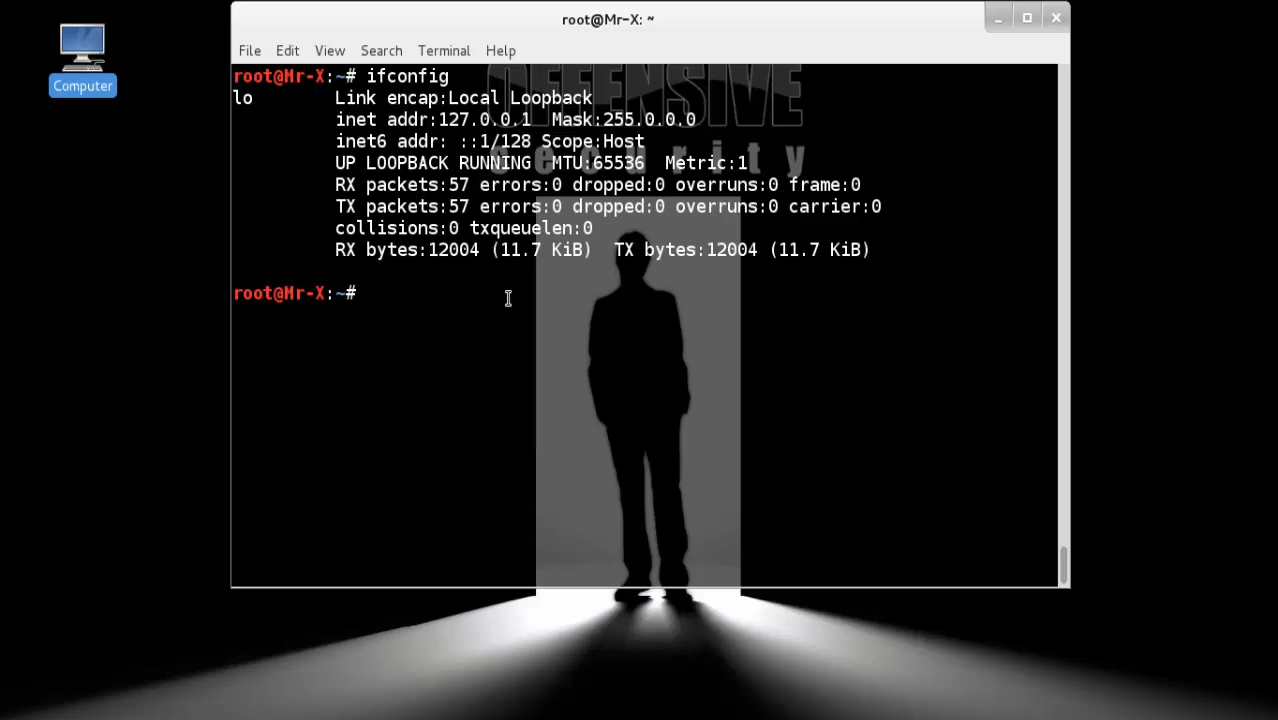 Computer
root@Mr-X: ~
File Edit View Search Terminal Help
root@Mr-X:~# ifconfig
lo        Link encap:Local Loopback
          inet addr:127.0.0.1  Mask:255.0.0.0
          inet6 addr: ::1/128 Scope:Host
          UP LOOPBACK RUNNING  MTU:65536  Metric:1
          RX packets:57 errors:0 dropped:0 overruns:0 frame:0
          TX packets:57 errors:0 dropped:0 overruns:0 carrier:0
          collisions:0 txqueuelen:0
          RX bytes:12004 (11.7 KiB)  TX bytes:12004 (11.7 KiB)
root@Mr-X:~#
OFFENSIVE
security